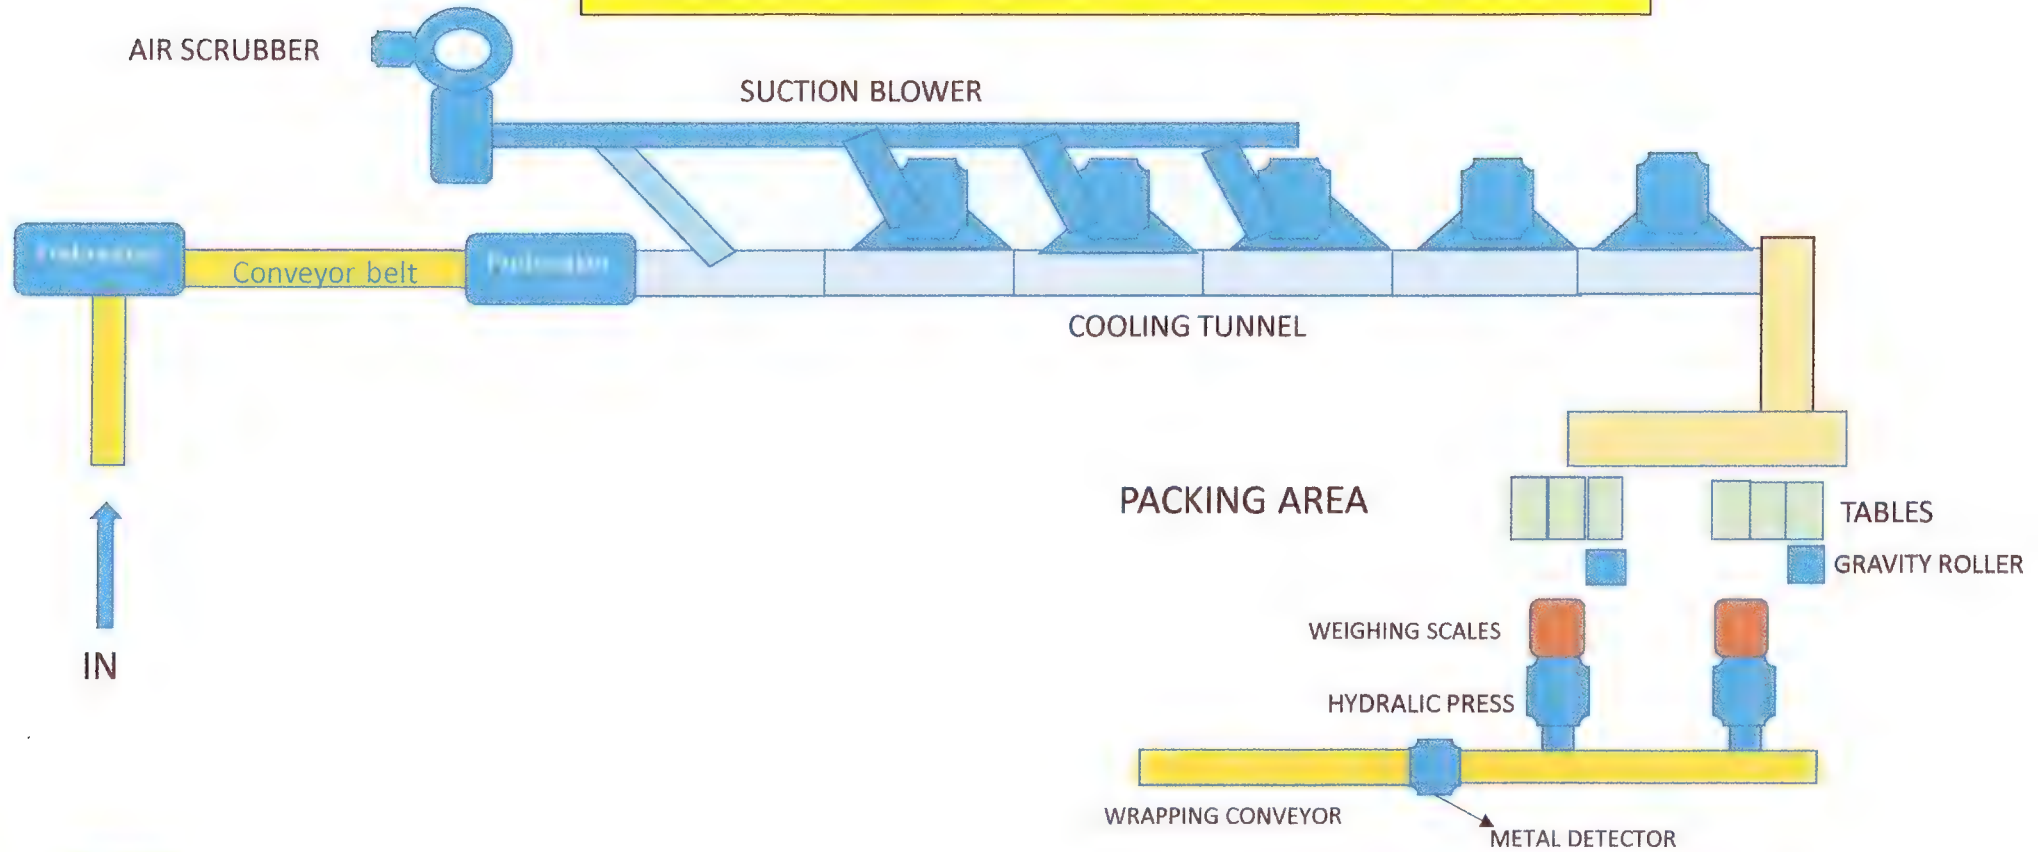 AIR SCRUBBER
SUCTION BLOWER
Conveyor belt
COOLING TUNNEL
PACKING AREA
TABLES
GRAVITY ROLLER
IN
WEIGHING SCALES
HYDRALIC PRESS
WRAPPING CONVEYOR
METAL DETECTOR